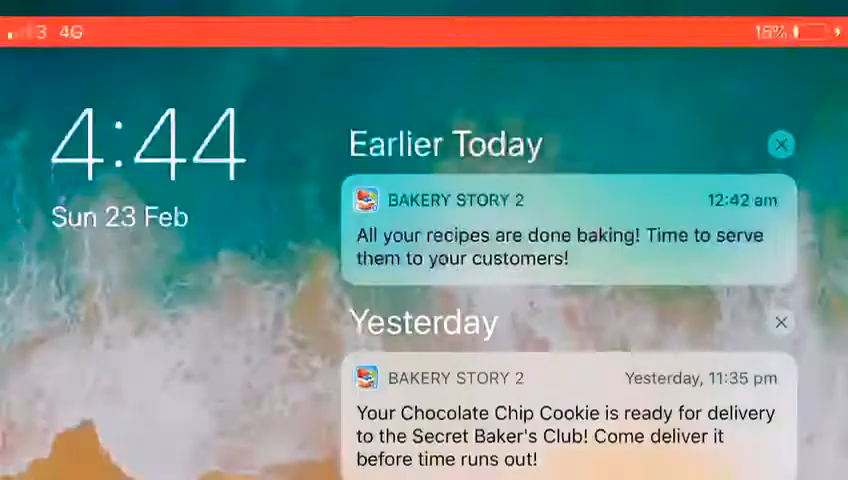 3 4G
15%
4:44
Sun 23 Feb
Earlier Today
BAKERY STORY 2 12:42 am
All your recipes are done baking! Time to serve
them to your customers!
Yesterday
BAKERY STORY 2 Yesterday, 11:35 pm
Your Chocolate Chip Cookie is ready for delivery
to the Secret Baker's Club! Come deliver it
before time runs out!